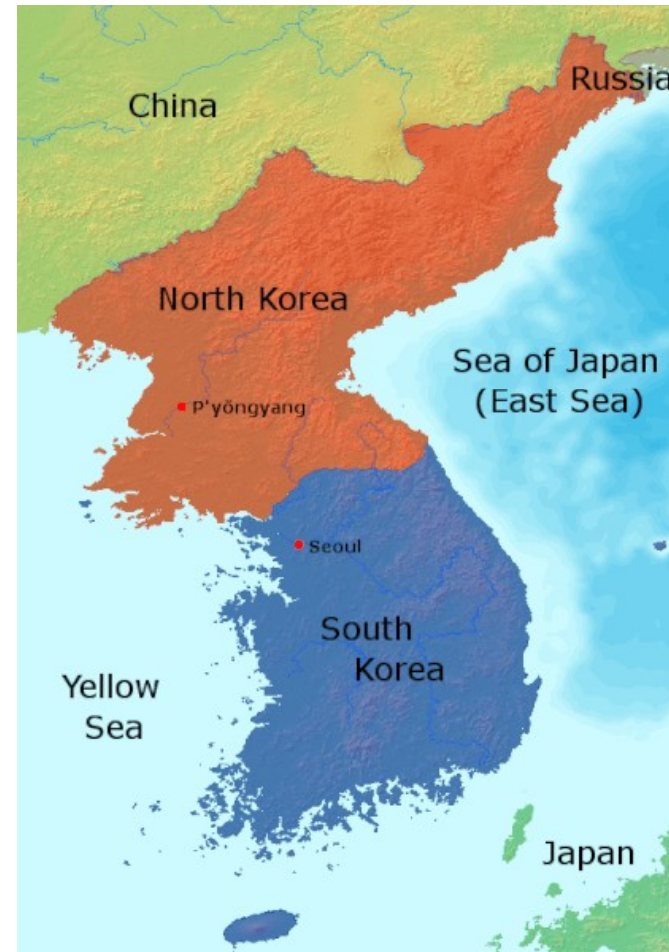 Russia
China
North Korea
Sea of Japan
(East Sea)
P'yŏngyang
Seoul
South
Korea
Yellow
Sea
Japan